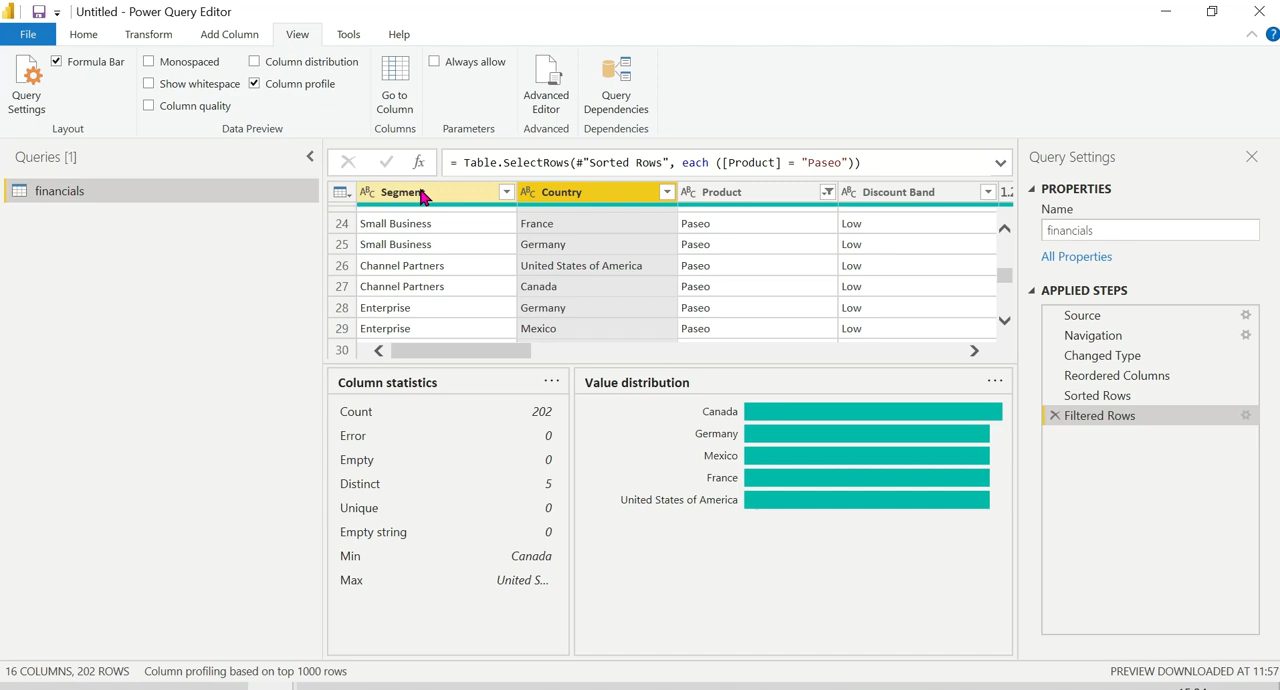 Untitled - Power Query Editor
File Home Transform Add Column View Tools Help
Query Settings
Formula Bar
Layout
Monospaced
Show whitespace
Column quality
Column distribution
Column profile
Data Preview
Go to Column
Columns
Always allow
Parameters
Advanced Editor
Advanced
Query Dependencies
Dependencies
Queries [1]
financials
fx = Table.SelectRows(#"Sorted Rows", each ([Product] = "Paseo"))
ABC Segment ABC Country ABC Product ABC Discount Band 1.2
24 Small Business France Paseo Low
25 Small Business Germany Paseo Low
26 Channel Partners United States of America Paseo Low
27 Channel Partners Canada Paseo Low
28 Enterprise Germany Paseo Low
29 Enterprise Mexico Paseo Low
30
Column statistics ...
Count 202
Error 0
Empty 0
Distinct 5
Unique 0
Empty string 0
Min Canada
Max United S...
Value distribution ...
Canada
Germany
Mexico
France
United States of America
Query Settings
PROPERTIES
Name
financials
All Properties
APPLIED STEPS
Source
Navigation
Changed Type
Reordered Columns
Sorted Rows
Filtered Rows
16 COLUMNS, 202 ROWS Column profiling based on top 1000 rows
PREVIEW DOWNLOADED AT 11:57